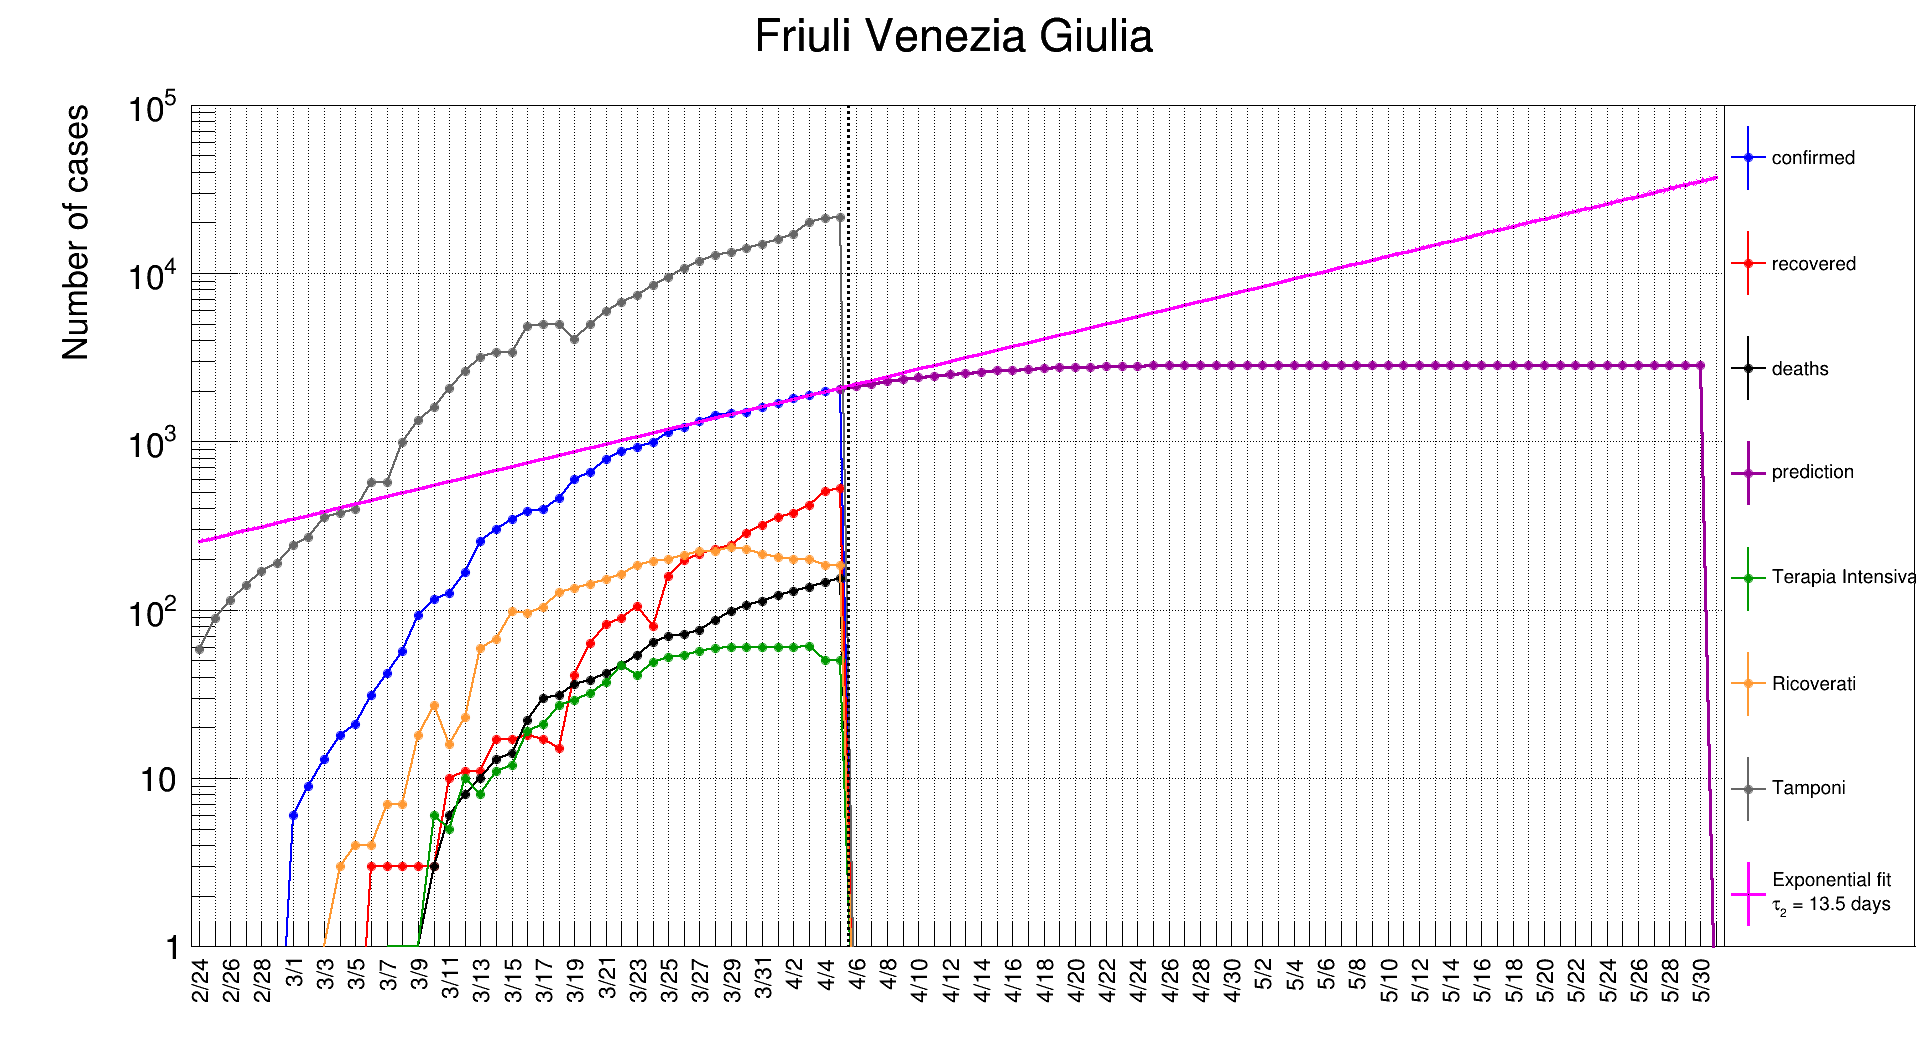 Friuli Venezia Giulia
Number of cases
10^5
10^4
10^3
10^2
10
1
2/24 2/26 2/28 3/1 3/3 3/5 3/7 3/9 3/11 3/13 3/15 3/17 3/19 3/21 3/23 3/25 3/27 3/29 3/31 4/2 4/4 4/6 4/8 4/10 4/12 4/14 4/16 4/18 4/20 4/22 4/24 4/26 4/28 4/30 5/2 5/4 5/6 5/8 5/10 5/12 5/14 5/16 5/18 5/20 5/22 5/24 5/26 5/28 5/30
confirmed
recovered
deaths
prediction
Terapia Intensiva
Ricoverati
Tamponi
Exponential fit
τ2 = 13.5 days